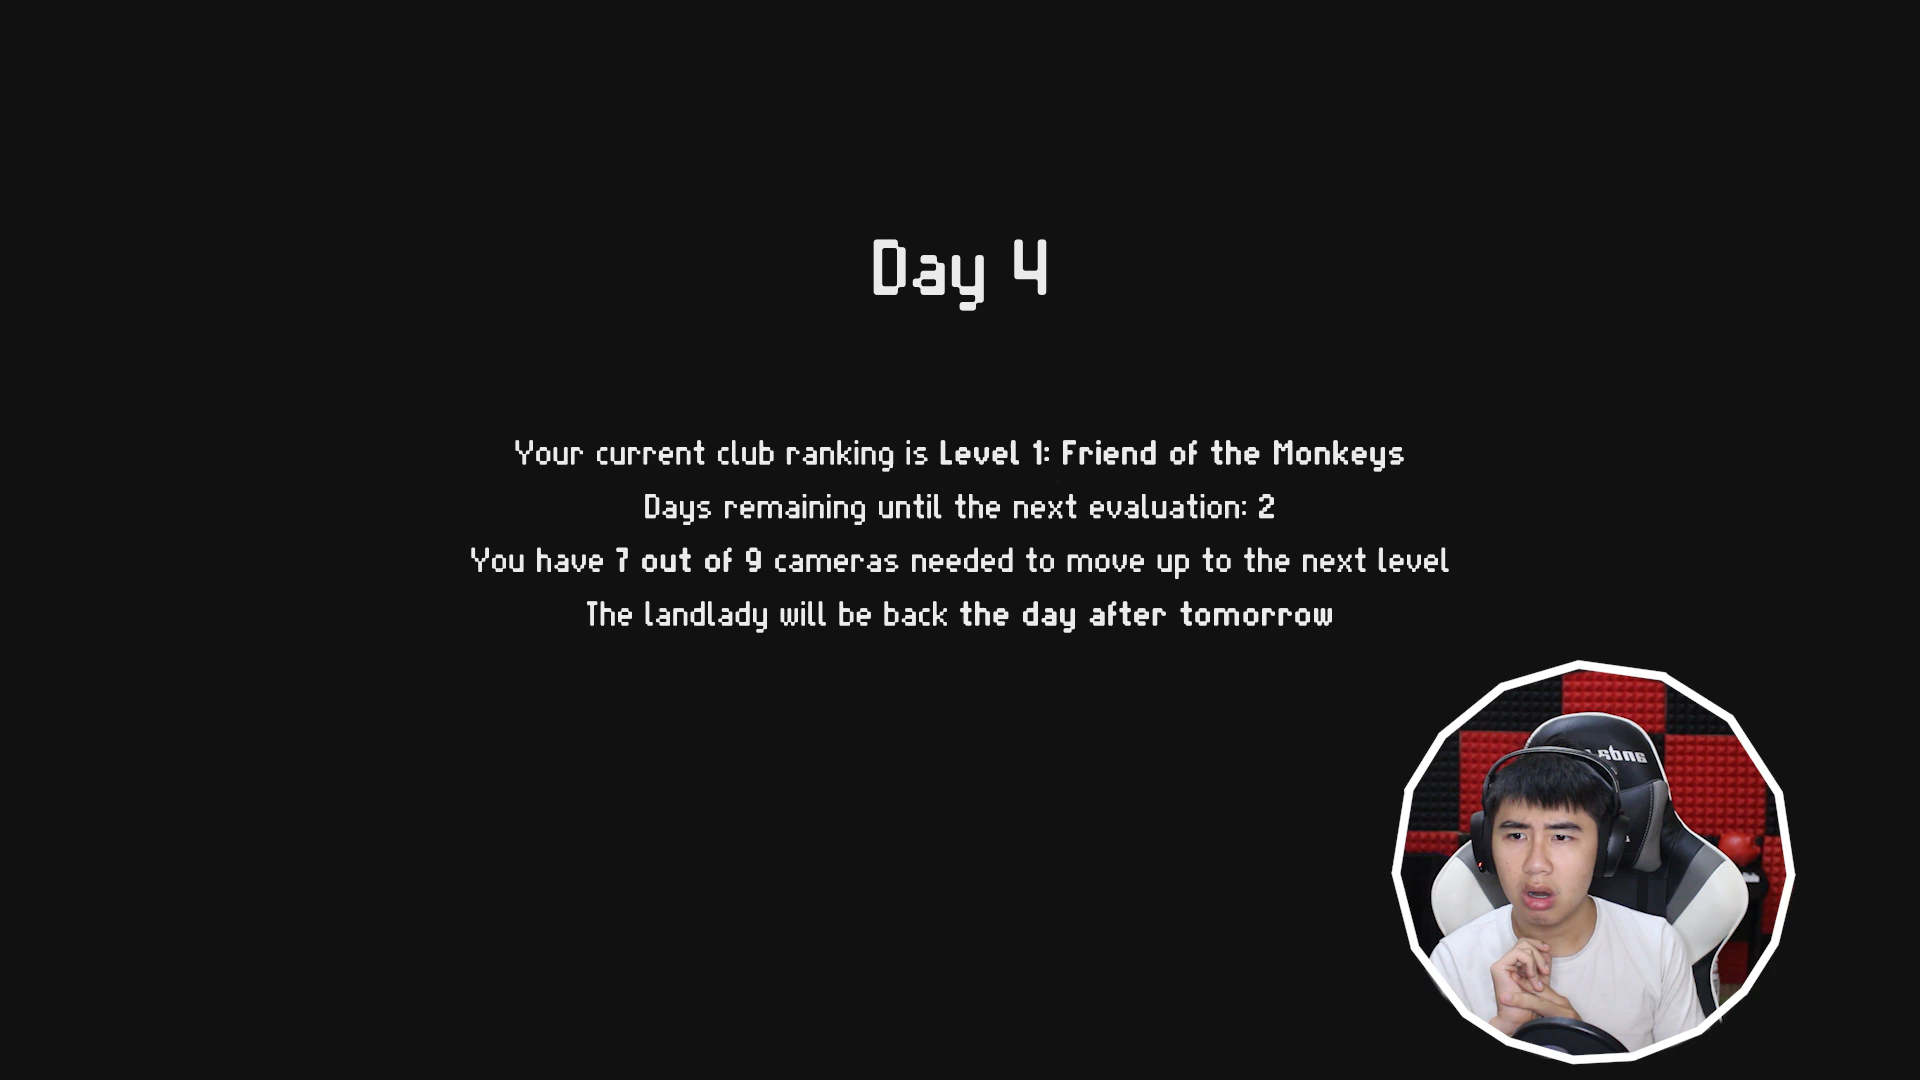 Day 4
Your current club ranking is Level 1: Friend of the Monkeys
Days remaining until the next evaluation: 2
You have 7 out of 9 cameras needed to move up to the next level
The landlady will be back the day after tomorrow